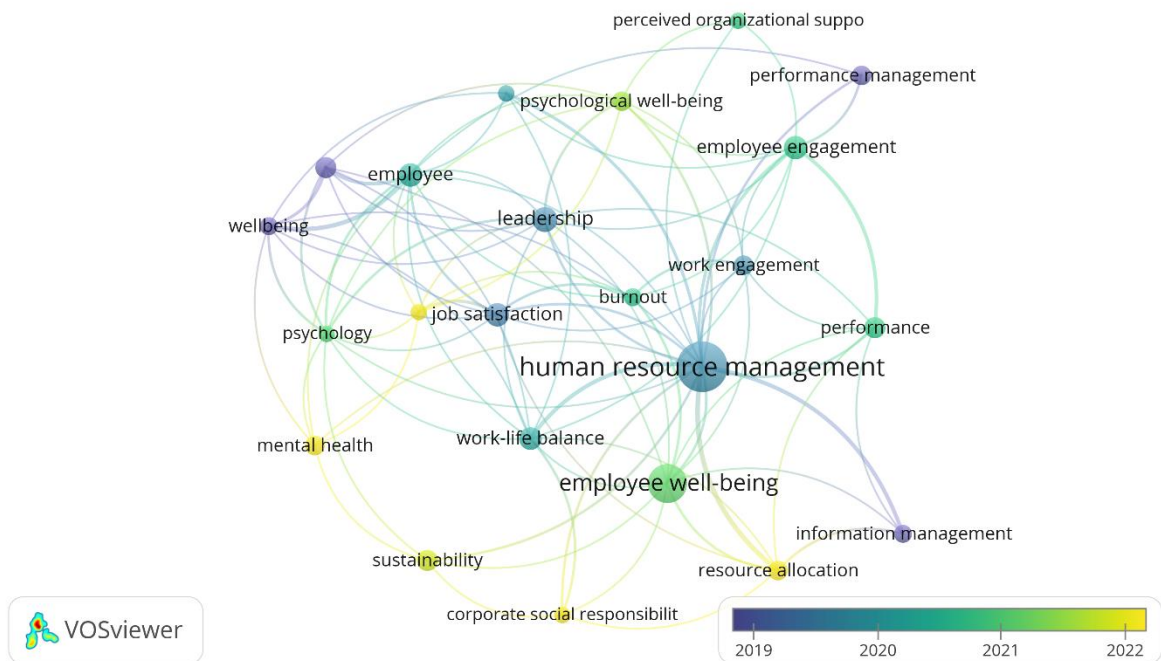 perceived organizational suppo
performance management
psychological well-being
employee engagement
employee
leadership
wellbeing
work engagement
burnout
job satisfaction
psychology
performance
human resource management
mental health
work-life balance
employee well-being
information management
sustainability
resource allocation
corporate social responsibilit
VOSviewer
2019 2020 2021 2022